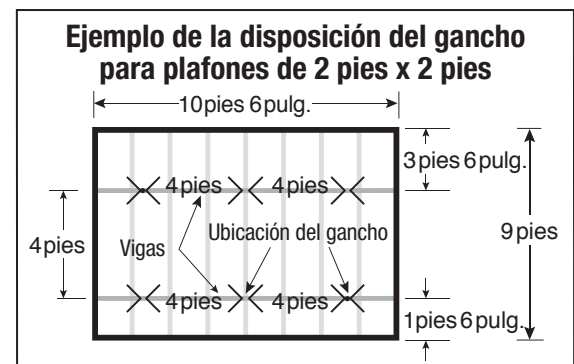 Ejemplo de la disposición del gancho
para plafones de 2 pies x 2 pies
10pies 6pulg.
3pies 6pulg.
4pies 4pies
4pies
Vigas
Ubicación del gancho
9pies
4pies 4pies
1pies 6pulg.